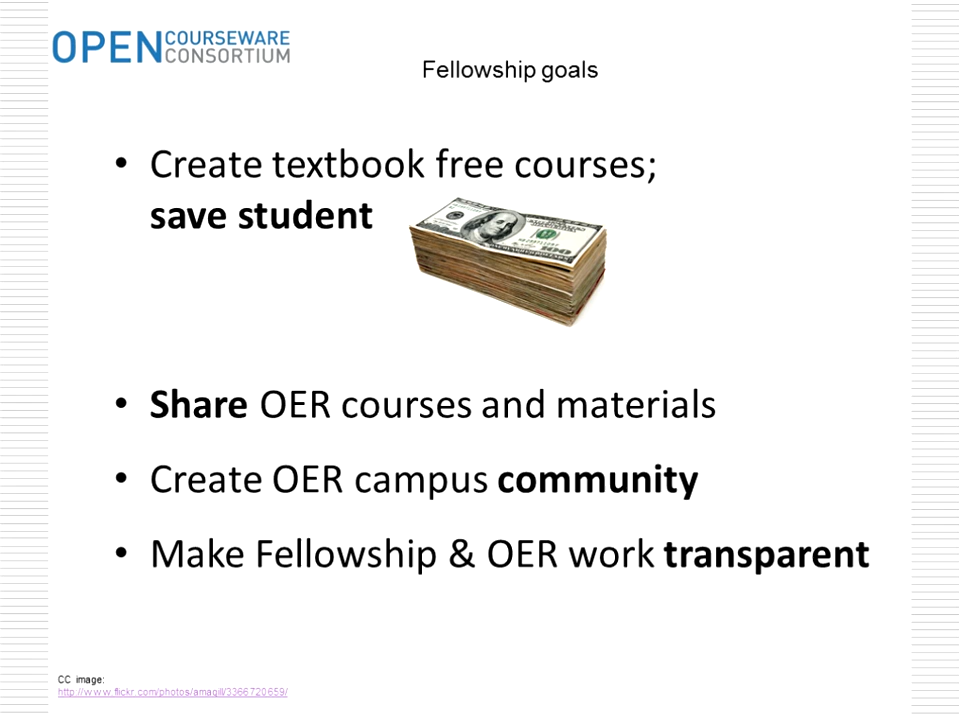 OPEN COURSEWARE
CONSORTIUM
Fellowship goals
• Create textbook free courses;
save student
• Share OER courses and materials
• Create OER campus community
• Make Fellowship & OER work transparent
CC image:
http://www.flickr.com/photos/amagill/3366720659/